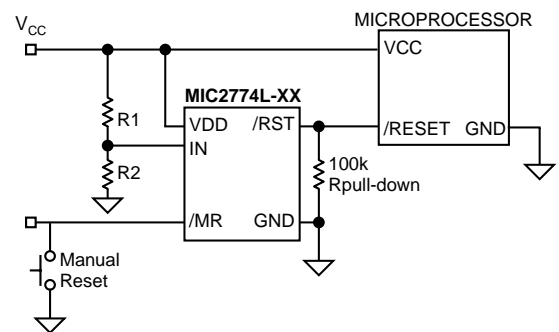 MICROPROCESSOR
VCC
VCC
MIC2774L-XX
R1
VDD
/RST
/RESET
GND
IN
R2
100k
Rpull-down
/MR
GND
Manual
Reset